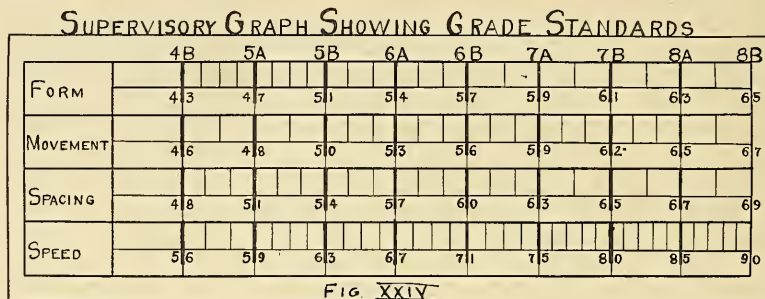 SUPERVISORY GRAPH SHOWING GRADE STANDARDS
4B 5A 5B 6A 6B 7A 7B 8A 8B
FORM
43 47 51 54 57 59 61 63 65
MOVEMENT
46 48 50 53 56 59 62 65 67
SPACING
48 51 54 57 60 63 65 67 69
SPEED
56 59 63 67 71 75 80 85 90
FIG. XXIV